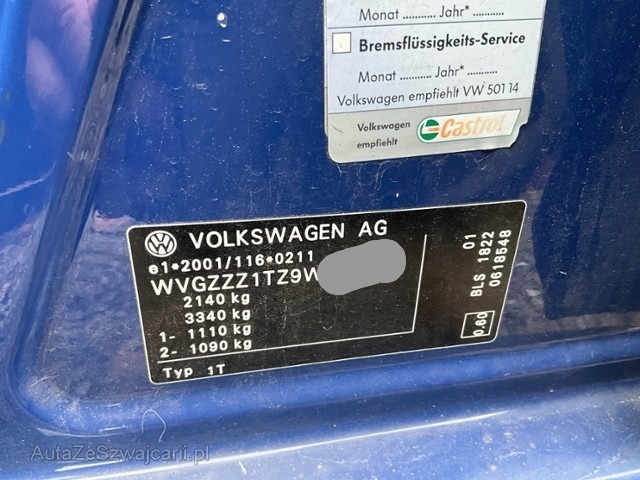 Monat ............ Jahr* ............
Bremsflüssigkeits-Service
Monat .......... Jahr* ..........
Volkswagen empfiehlt VW 501 14
Volkswagen
empfiehlt
Castrol
VOLKSWAGEN AG
e1*2001/116*0211
WVGZZZ1TZ9W
2140 kg
3340 kg
1- 1110 kg
2- 1090 kg
Typ 1T
01
BLS 1822
0618548
0.60
AutaZeSzwajcarii.pl